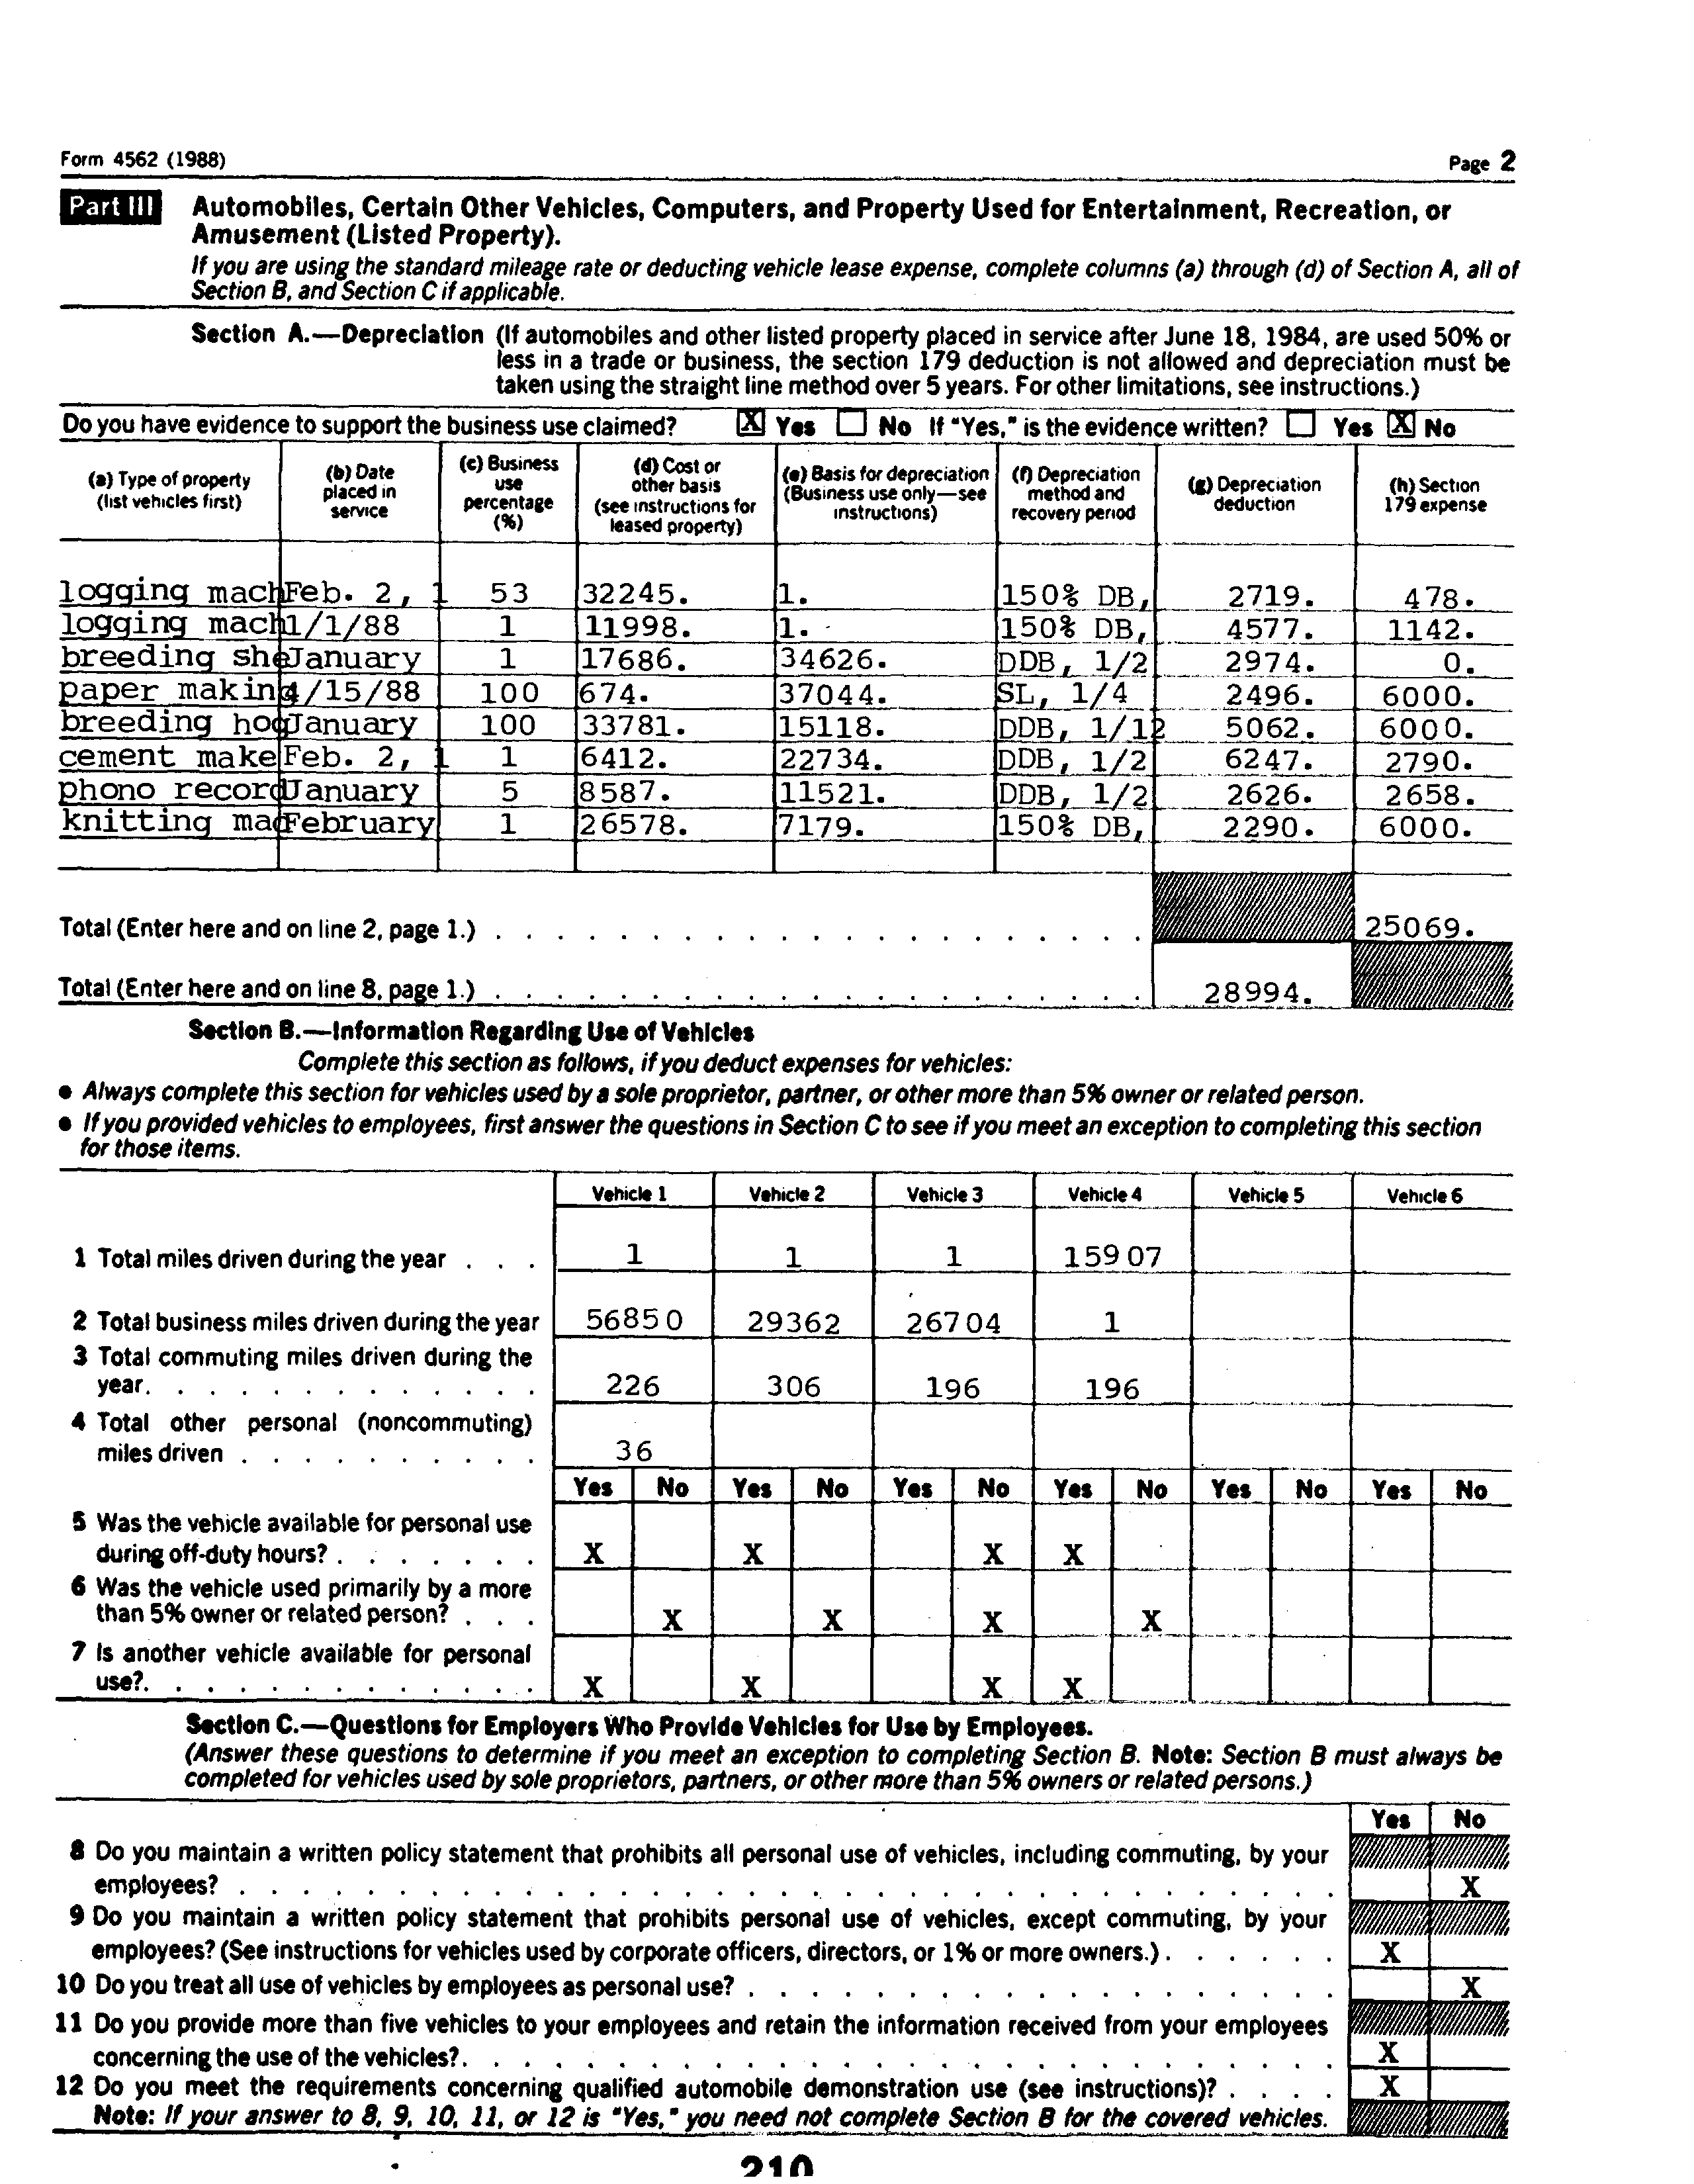 Form 4562 (1988) Page 2
Part III Automobiles, Certain Other Vehicles, Computers, and Property Used for Entertainment, Recreation, or
Amusement (Listed Property).
If you are using the standard mileage rate or deducting vehicle lease expense, complete columns (a) through (d) of Section A, all of
Section B, and Section C if applicable.
Section A.—Depreciation (If automobiles and other listed property placed in service after June 18, 1984, are used 50% or
less in a trade or business, the section 179 deduction is not allowed and depreciation must be
taken using the straight line method over 5 years. For other limitations, see instructions.)
Do you have evidence to support the business use claimed? X Yes No If "Yes," is the evidence written? Yes X No
(a) Type of property (list vehicles first) (b) Date placed in service (c) Business use percentage (%) (d) Cost or other basis (see instructions for leased property) (e) Basis for depreciation (Business use only—see instructions) (f) Depreciation method and recovery period (g) Depreciation deduction (h) Section 179 expense
logging mach Feb. 2, 1 53 32245. 1. 150% DB, 2719. 478.
logging mach 1/1/88 1 11998. 1. 150% DB, 4577. 1142.
breeding she January 1 17686. 34626. DDB, 1/2 2974. 0.
paper making 4/15/88 100 674. 37044. SL, 1/4 2496. 6000.
breeding hog January 100 33781. 15118. DDB, 1/12 5062. 6000.
cement make Feb. 2, 1 1 6412. 22734. DDB, 1/2 6247. 2790.
phono record January 5 8587. 11521. DDB, 1/2 2626. 2658.
knitting mac February 1 26578. 7179. 150% DB, 2290. 6000.
Total (Enter here and on line 2, page 1.) 25069.
Total (Enter here and on line 8, page 1.) 28994.
Section B.—Information Regarding Use of Vehicles
Complete this section as follows, if you deduct expenses for vehicles:
● Always complete this section for vehicles used by a sole proprietor, partner, or other more than 5% owner or related person.
● If you provided vehicles to employees, first answer the questions in Section C to see if you meet an exception to completing this section
for those items.
Vehicle 1 Vehicle 2 Vehicle 3 Vehicle 4 Vehicle 5 Vehicle 6
1 Total miles driven during the year . . . 1 1 1 15907
2 Total business miles driven during the year 56850 29362 26704 1
3 Total commuting miles driven during the
year. 226 306 196 196
4 Total other personal (noncommuting)
miles driven 36
Yes No Yes No Yes No Yes No Yes No Yes No
5 Was the vehicle available for personal use
during off-duty hours? X X X X
6 Was the vehicle used primarily by a more
than 5% owner or related person? X X X X
7 Is another vehicle available for personal
use?. X X X X
Section C.—Questions for Employers Who Provide Vehicles for Use by Employees.
(Answer these questions to determine if you meet an exception to completing Section B. Note: Section B must always be
completed for vehicles used by sole proprietors, partners, or other more than 5% owners or related persons.)
Yes No
8 Do you maintain a written policy statement that prohibits all personal use of vehicles, including commuting, by your
employees? X
9 Do you maintain a written policy statement that prohibits personal use of vehicles, except commuting, by your
employees? (See instructions for vehicles used by corporate officers, directors, or 1% or more owners.) X
10 Do you treat all use of vehicles by employees as personal use? X
11 Do you provide more than five vehicles to your employees and retain the information received from your employees
concerning the use of the vehicles?. X
12 Do you meet the requirements concerning qualified automobile demonstration use (see instructions)? X
Note: If your answer to 8, 9, 10, 11, or 12 is "Yes," you need not complete Section B for the covered vehicles.
210